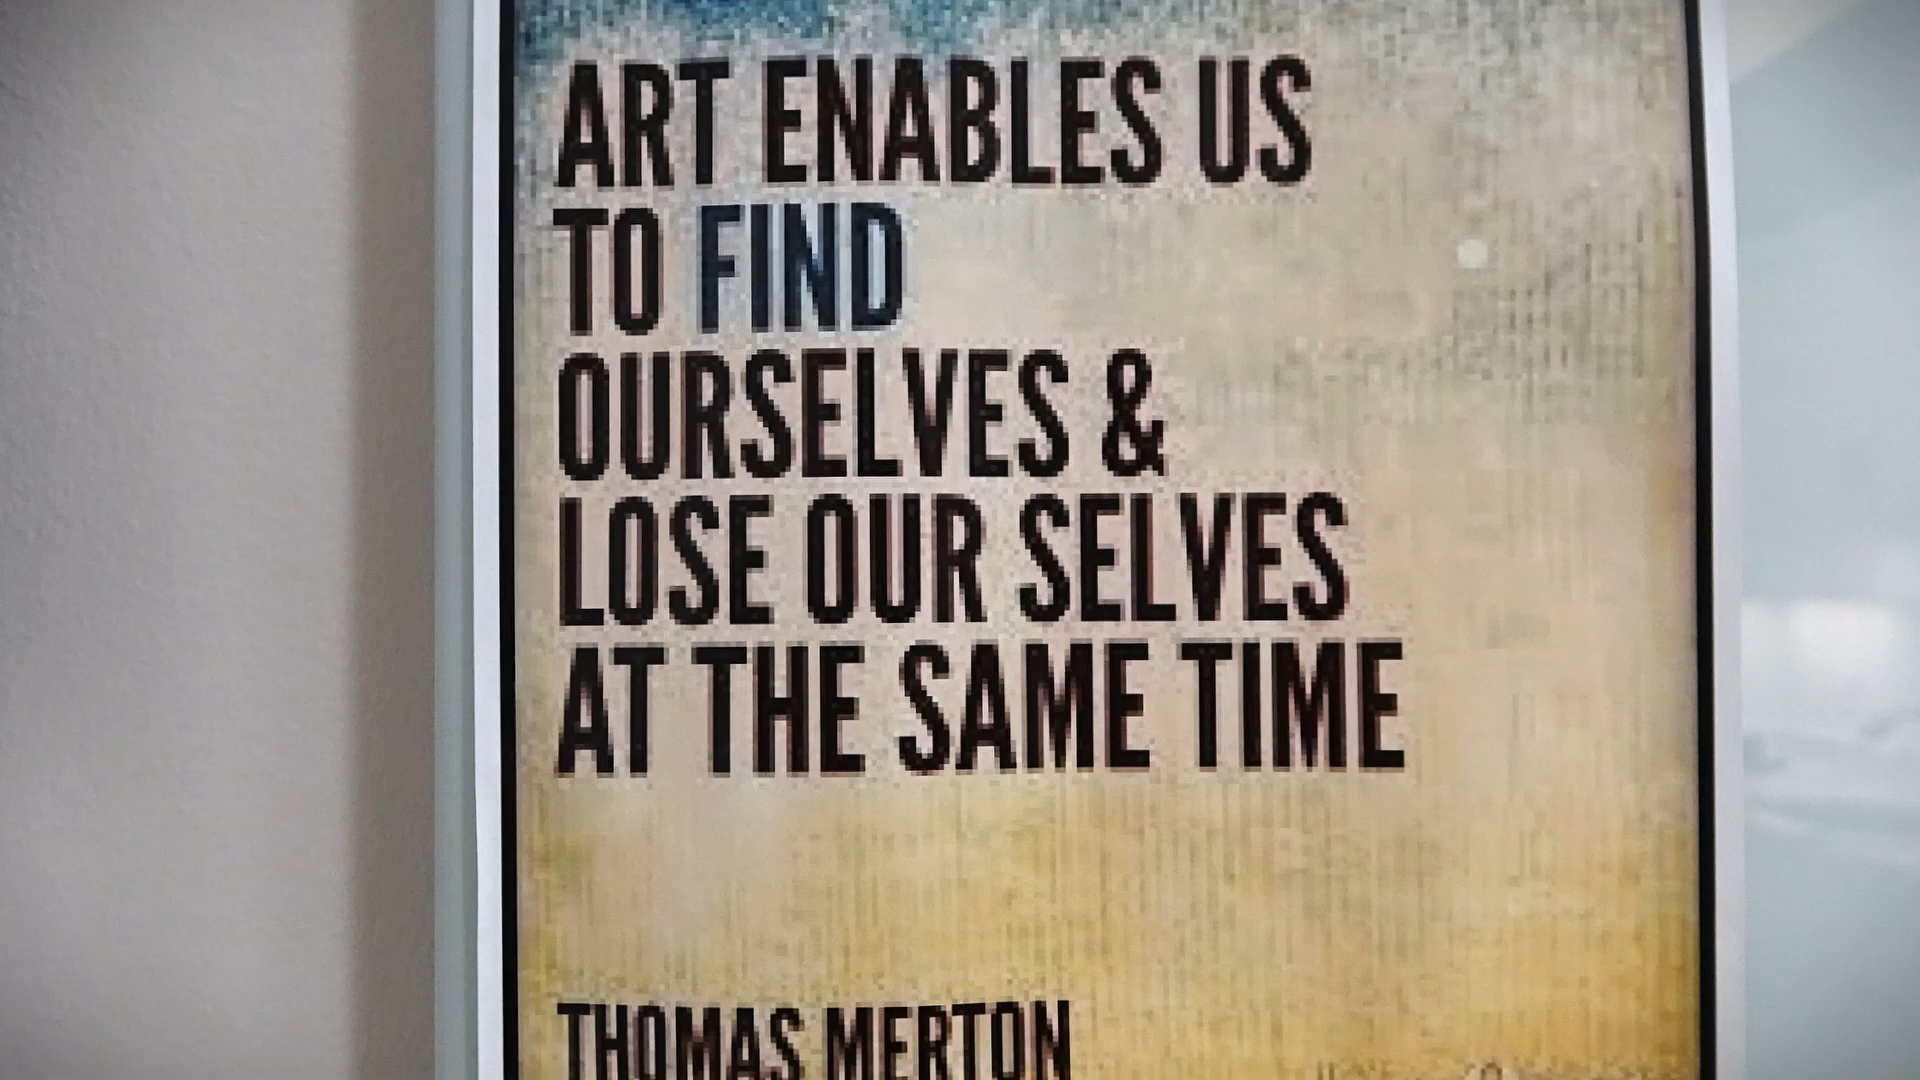 ART ENABLES US
TO FIND
OURSELVES &
LOSE OUR SELVES
AT THE SAME TIME
THOMAS MERTON